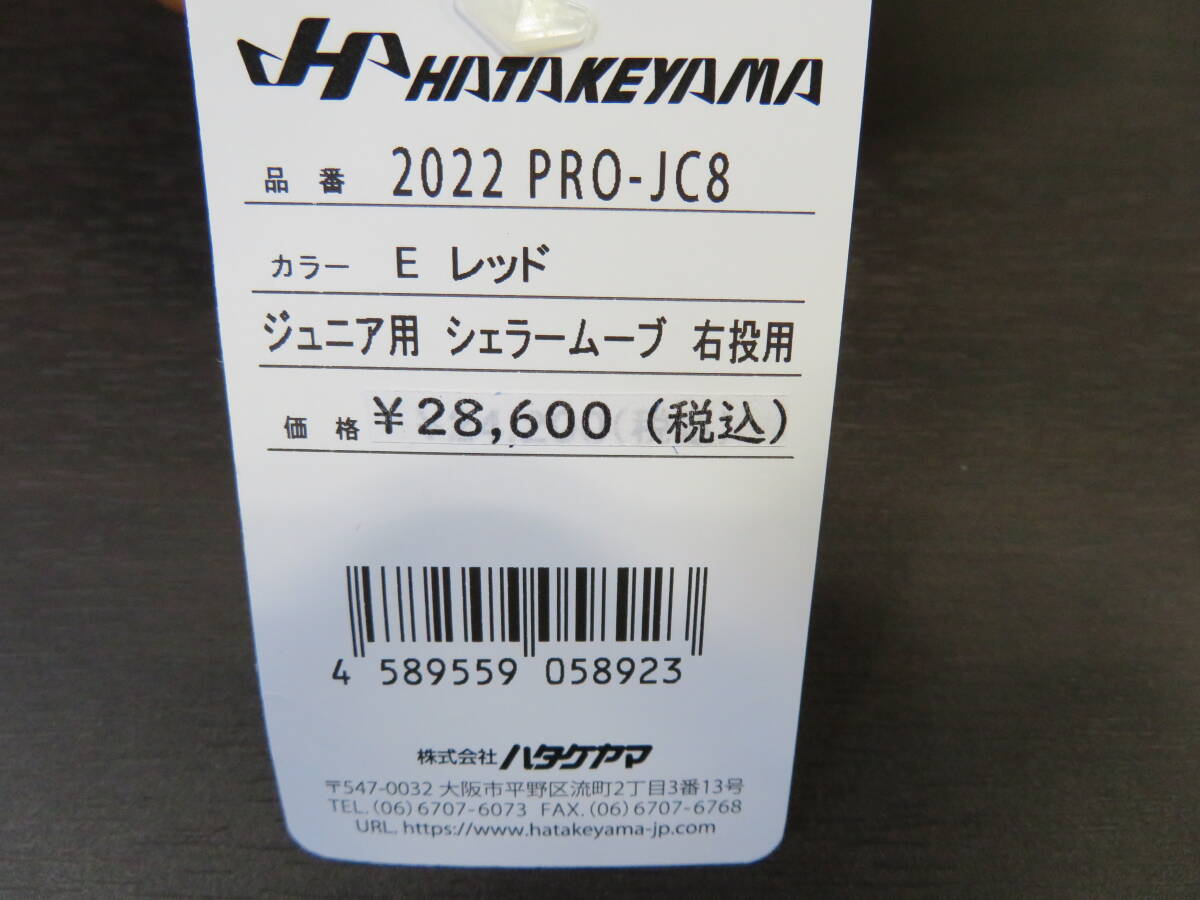 HATAKEYAMA
品番 2022 PRO-JC8
カラー E レッド
ジュニア用 シェラームーブ 右投用
価格 ¥28,600 (税込)
4 589559 058923
株式会社 ハタケヤマ
〒547-0032 大阪市平野区流町2丁目3番13号
TEL.(06)6707-6073 FAX.(06)6707-6768
URL. https://www.hatakeyama-jp.com